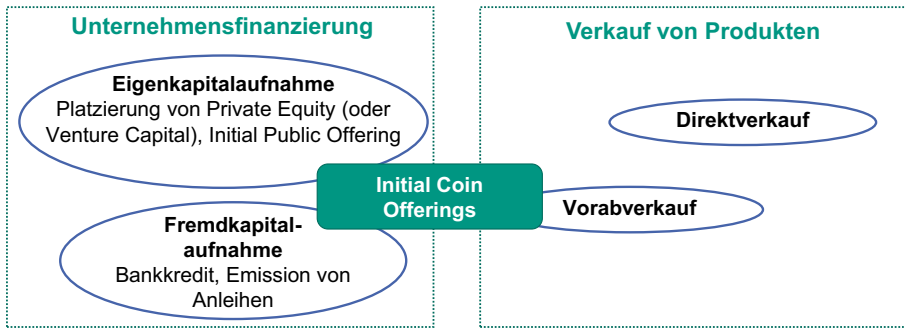 Unternehmensfinanzierung
Eigenkapitalaufnahme
Platzierung von Private Equity (oder
Venture Capital), Initial Public Offering
Fremdkapital-
aufnahme
Bankkredit, Emission von
Anleihen
Initial Coin
Offerings
Verkauf von Produkten
Direktverkauf
Vorabverkauf